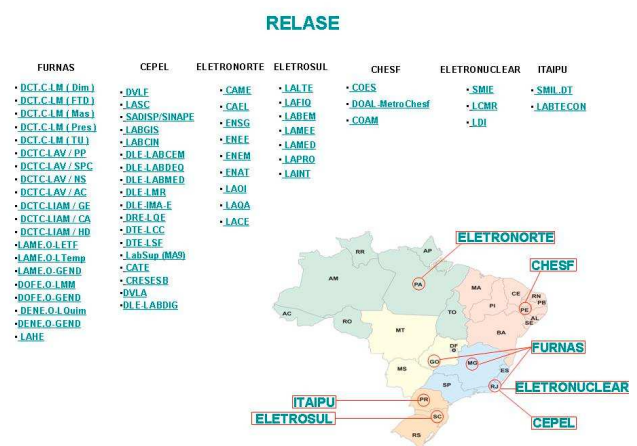 RELASE
FURNAS
DCT.C-LM ( Dim )
DCT.C-LM ( FTD )
DCT.C-LM ( Mas )
DCT.C-LM ( Pres )
DCT.C-LM ( TU )
DCTC-LAV / PP
DCTC-LAV / SPC
DCTC-LAV / NS
DCTC-LAV / AC
DCTC-LIAM / GE
DCTC-LIAM / CA
DCTC-LIAM / HD
LAME.O-LETF
LAME.O-LTemp
LAME.O-GEND
DOFE.O-LMM
DOFE.O-GEND
DENE.O-LQuim
DENE.O-GEND
LAHE
CEPEL
DVLF
LASC
SADISP/SINAPE
LABGIS
LABCIN
DLE-LABCEM
DLE-LABDEQ
DLE-LABMED
DLE-LMR
DLE-IMA-E
DRE-LQE
DTE-LCC
DTE-LSF
LabSup (MA9)
CATE
CRESESB
DVLA
DLE-LABDIG
ELETRONORTE
CAME
CAEL
ENSG
ENEE
ENEM
ENAT
LAOI
LAQA
LACE
ELETROSUL
LALTE
LAFIQ
LABEM
LAMEE
LAMED
LAPRO
LAINT
CHESF
COES
DOAL-MetroChesf
COAM
ELETRONUCLEAR
SMIE
LCMR
LDI
ITAIPU
SMIL.DT
LABTECON
ELETRONORTE
CHESF
FURNAS
ELETRONUCLEAR
CEPEL
ITAIPU
ELETROSUL
RR
AP
AM
PA
MA
CE
RN
PB
PI
PE
AL
SE
AC
RO
TO
BA
MT
DF
GO
MG
ES
MS
SP
RJ
PR
SC
RS